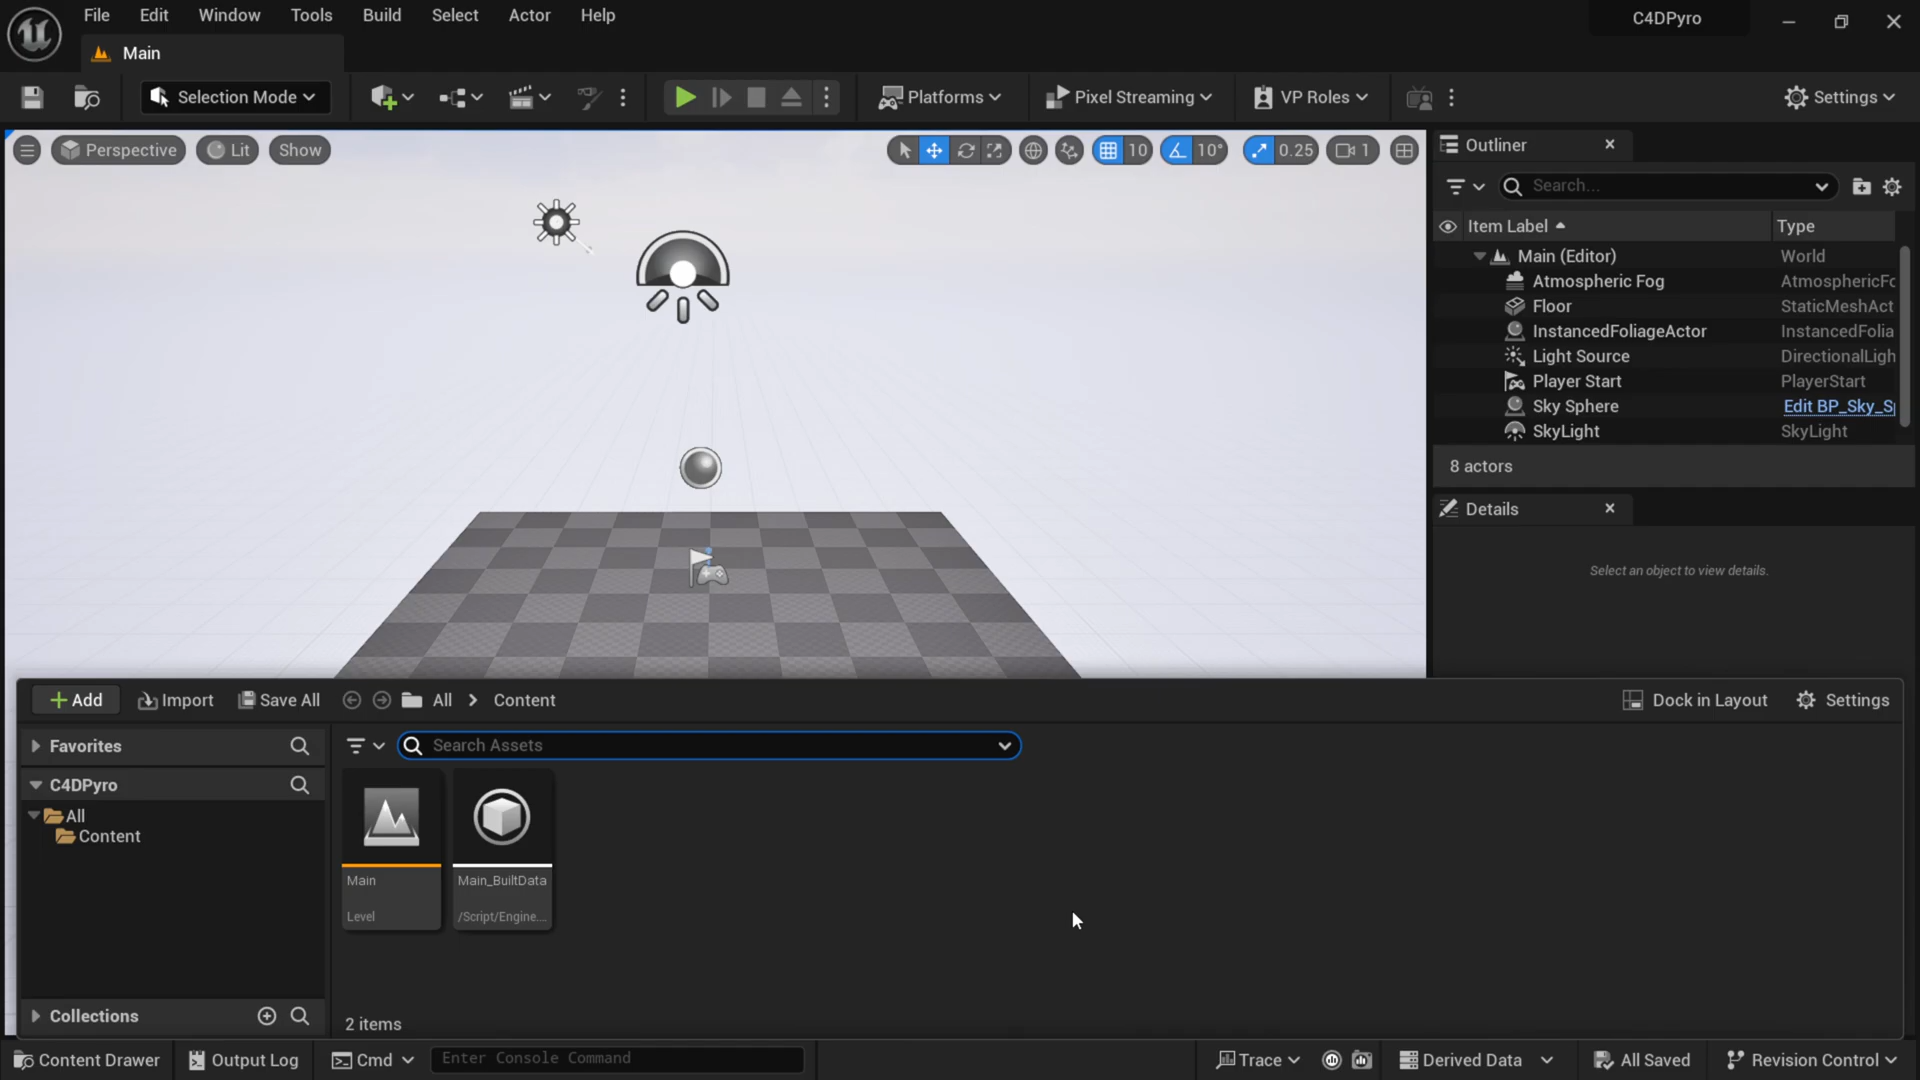 File Edit Window Tools Build Select Actor Help
C4DPyro
Main
Selection Mode
Platforms
Pixel Streaming
VP Roles
Settings
Perspective
Lit
Show
10
10°
0.25
1
Outliner
Search...
Item Label
Type
Main (Editor) World
Atmospheric Fog AtmosphericFo
Floor StaticMeshAct
InstancedFoliageActor InstancedFolia
Light Source DirectionalLigh
Player Start PlayerStart
Sky Sphere Edit BP_Sky_Sp
SkyLight SkyLight
8 actors
Details
Select an object to view details.
Add
Import
Save All
All
Content
Dock in Layout
Settings
Favorites
Search Assets
C4DPyro
All
Content
Main
Level
Main_BuiltData
/Script/Engine....
Collections
2 items
Content Drawer
Output Log
Cmd
Enter Console Command
Trace
Derived Data
All Saved
Revision Control